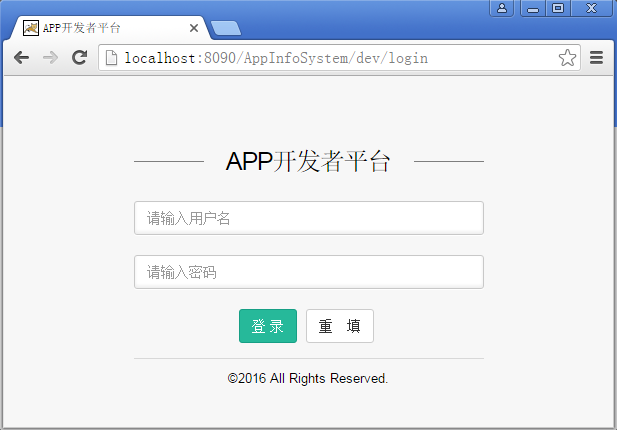 APP开发者平台
localhost:8090/AppInfoSystem/dev/login
APP开发者平台
请输入用户名
请输入密码
登 录 重 填
©2016 All Rights Reserved.